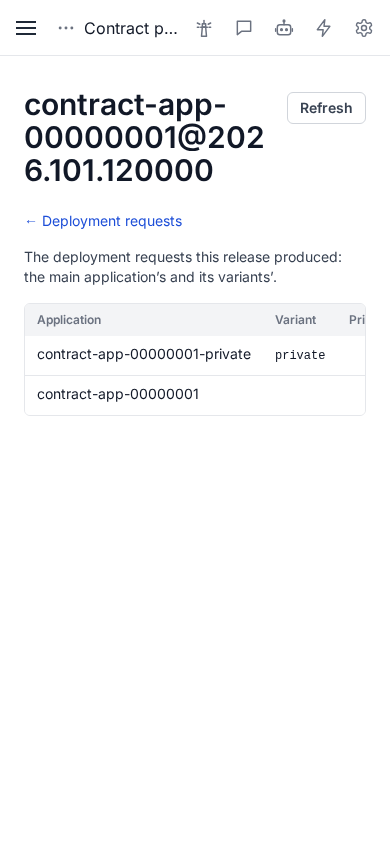 Contract p...
contract-app-
00000001@202
6.101.120000
Refresh
← Deployment requests
The deployment requests this release produced:
the main application’s and its variants’.
Application Variant Pri
contract-app-00000001-private private
contract-app-00000001